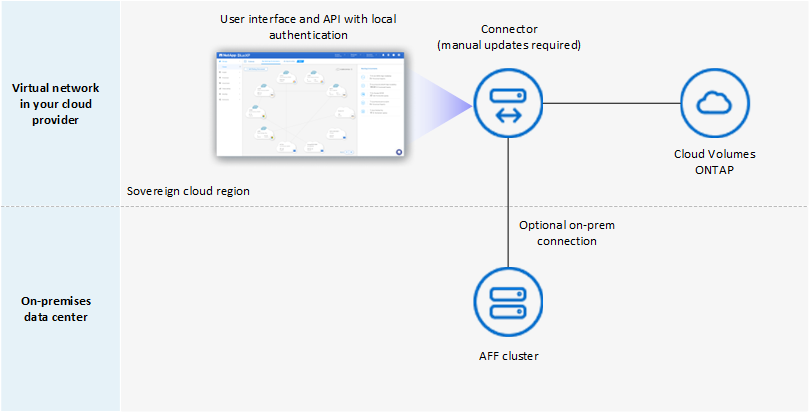 User interface and API with local
authentication
Connector
(manual updates required)
Virtual network
in your cloud
provider
Cloud Volumes
ONTAP
Sovereign cloud region
Optional on-prem
connection
On-premises
data center
AFF cluster